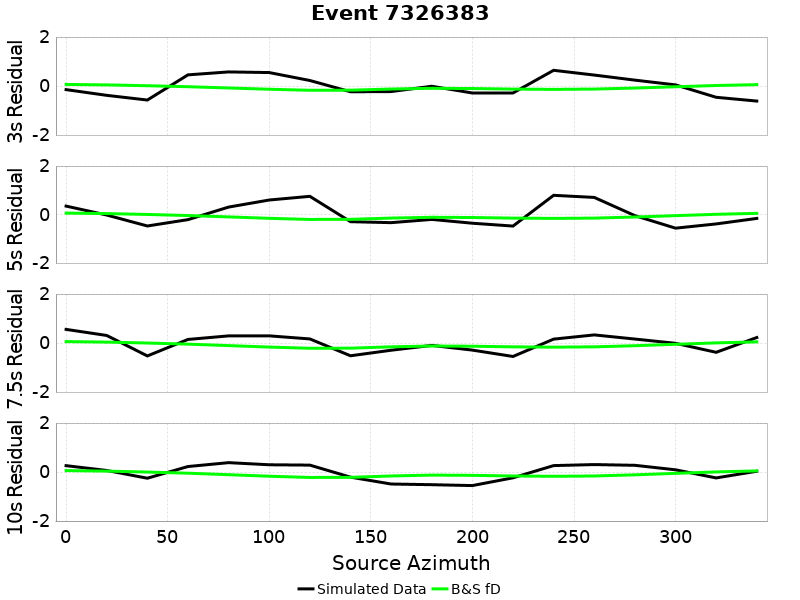 Event 7326383
3s Residual
2
0
-2
5s Residual
2
0
-2
7.5s Residual
2
0
-2
10s Residual
2
0
-2
0 50 100 150 200 250 300
Source Azimuth
Simulated Data B&S fD